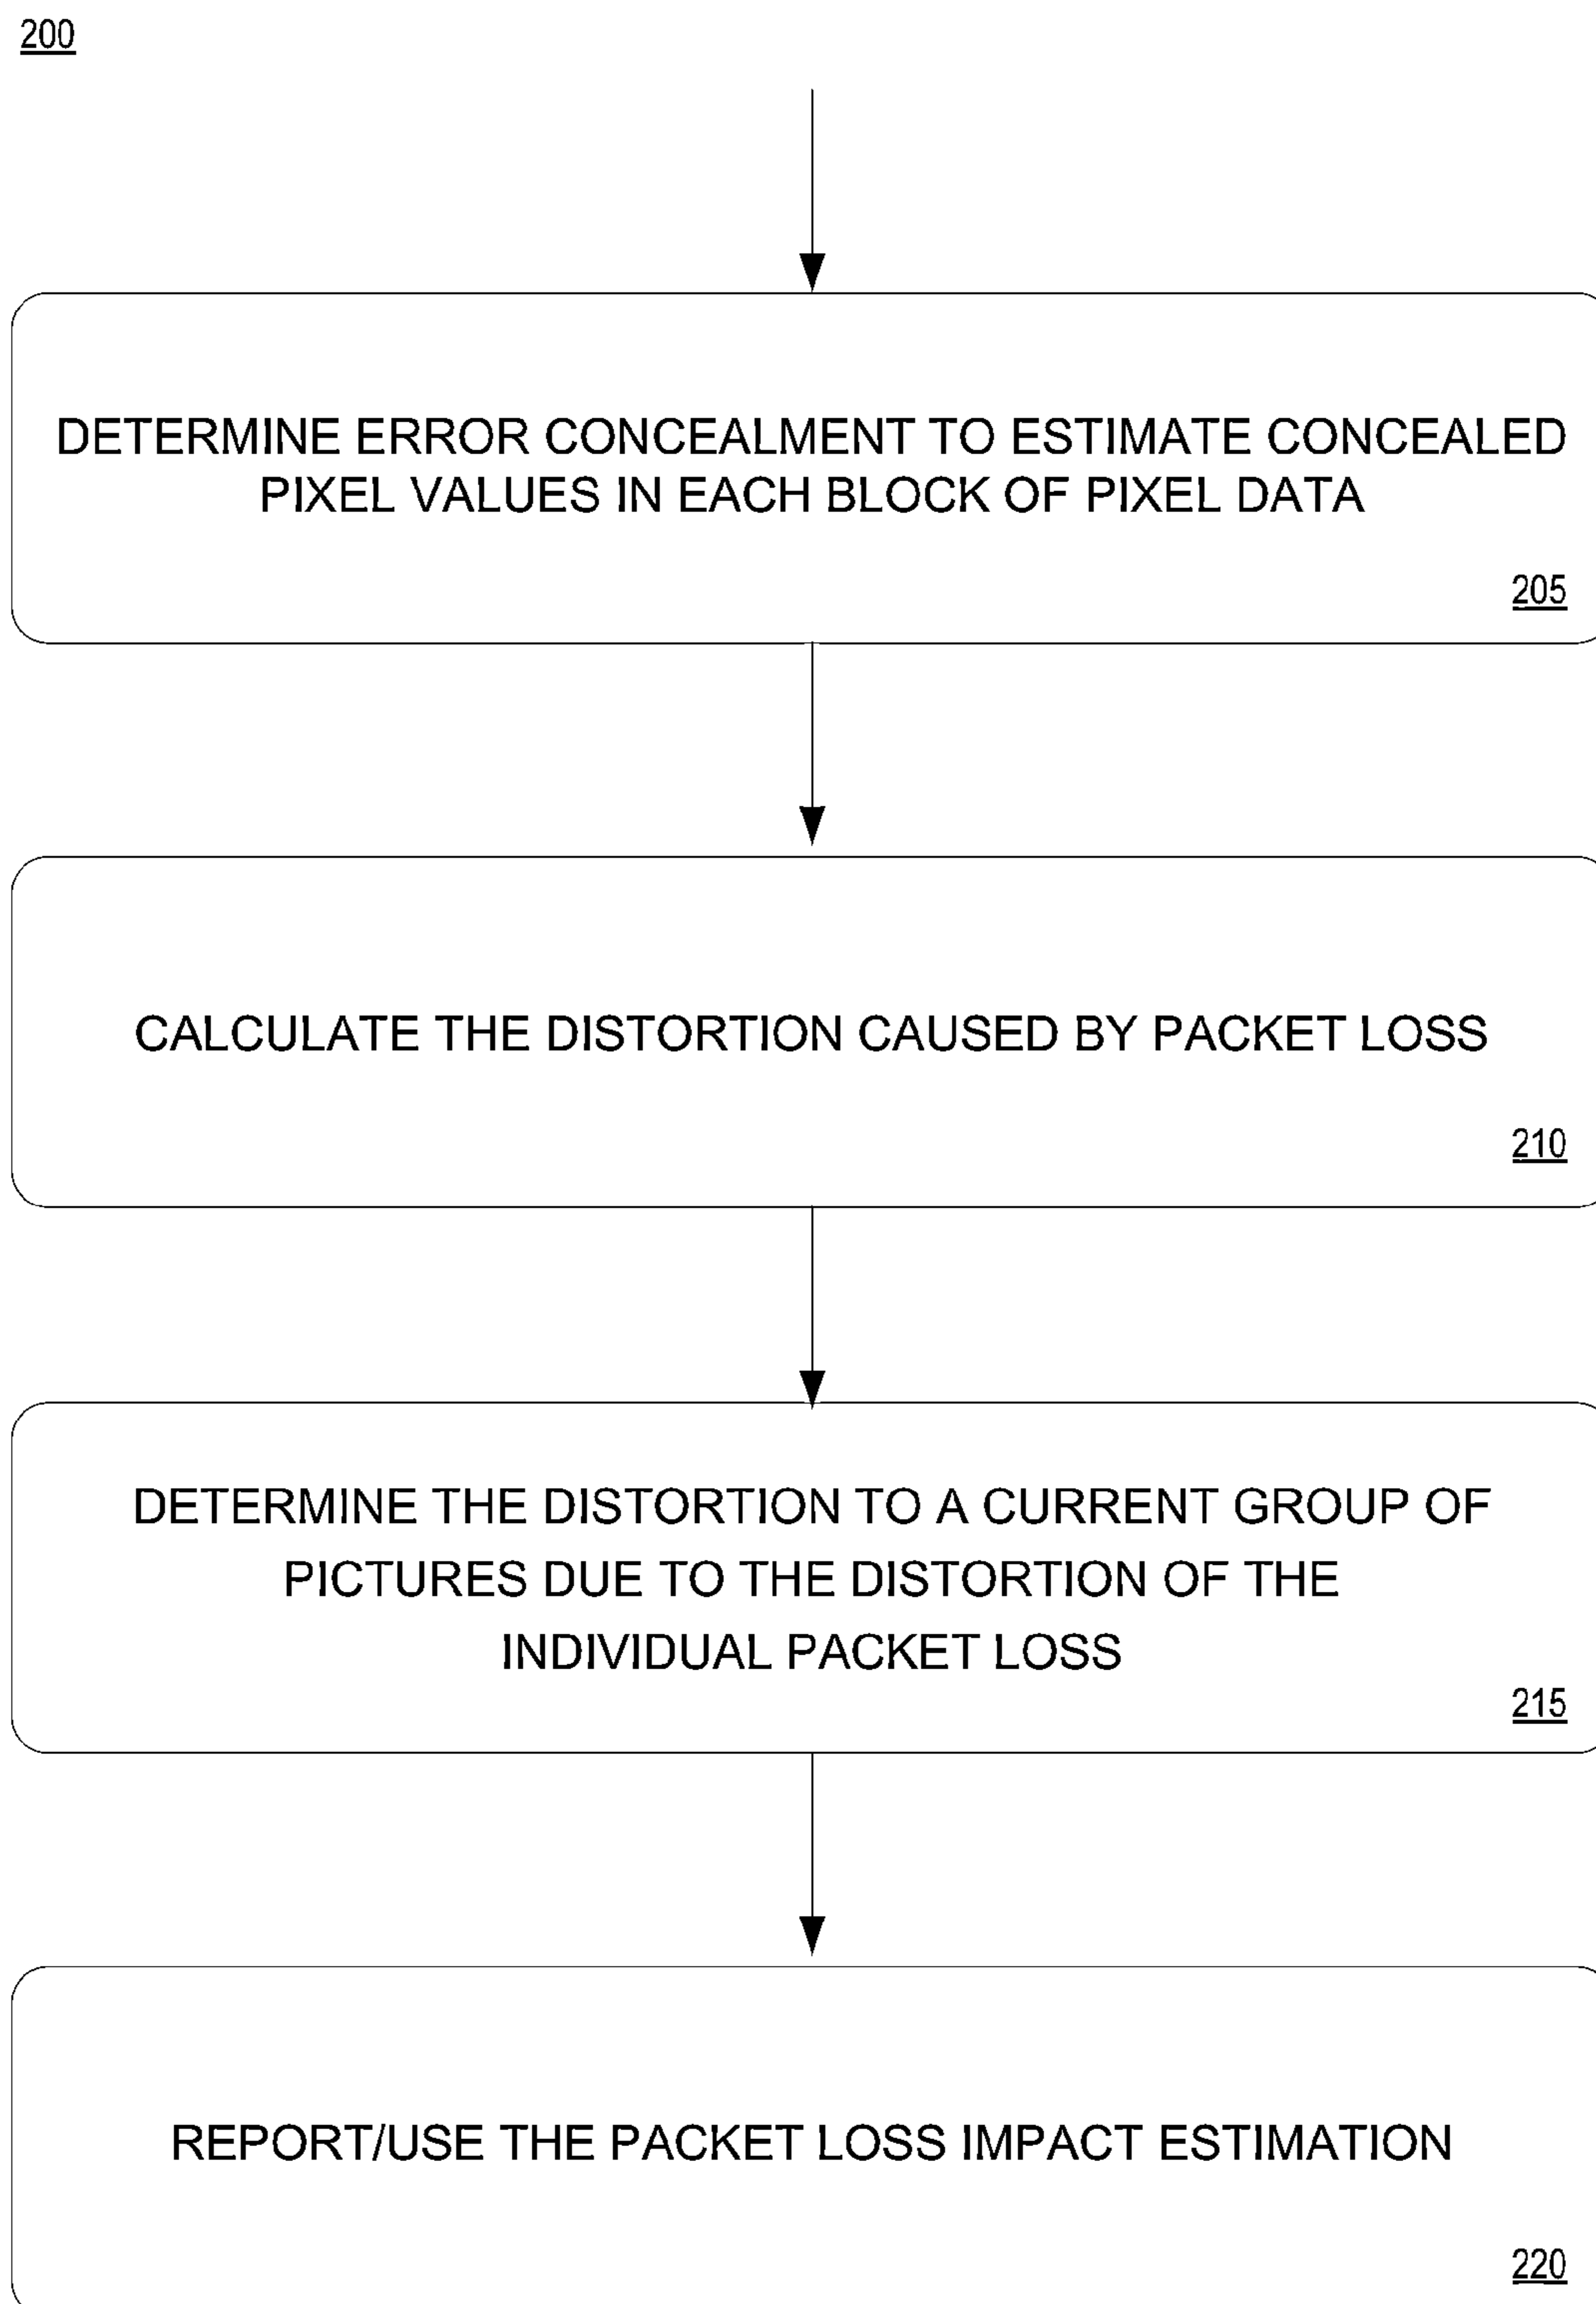 200
DETERMINE ERROR CONCEALMENT TO ESTIMATE CONCEALED
PIXEL VALUES IN EACH BLOCK OF PIXEL DATA
205
CALCULATE THE DISTORTION CAUSED BY PACKET LOSS
210
DETERMINE THE DISTORTION TO A CURRENT GROUP OF
PICTURES DUE TO THE DISTORTION OF THE
INDIVIDUAL PACKET LOSS
215
REPORT/USE THE PACKET LOSS IMPACT ESTIMATION
220